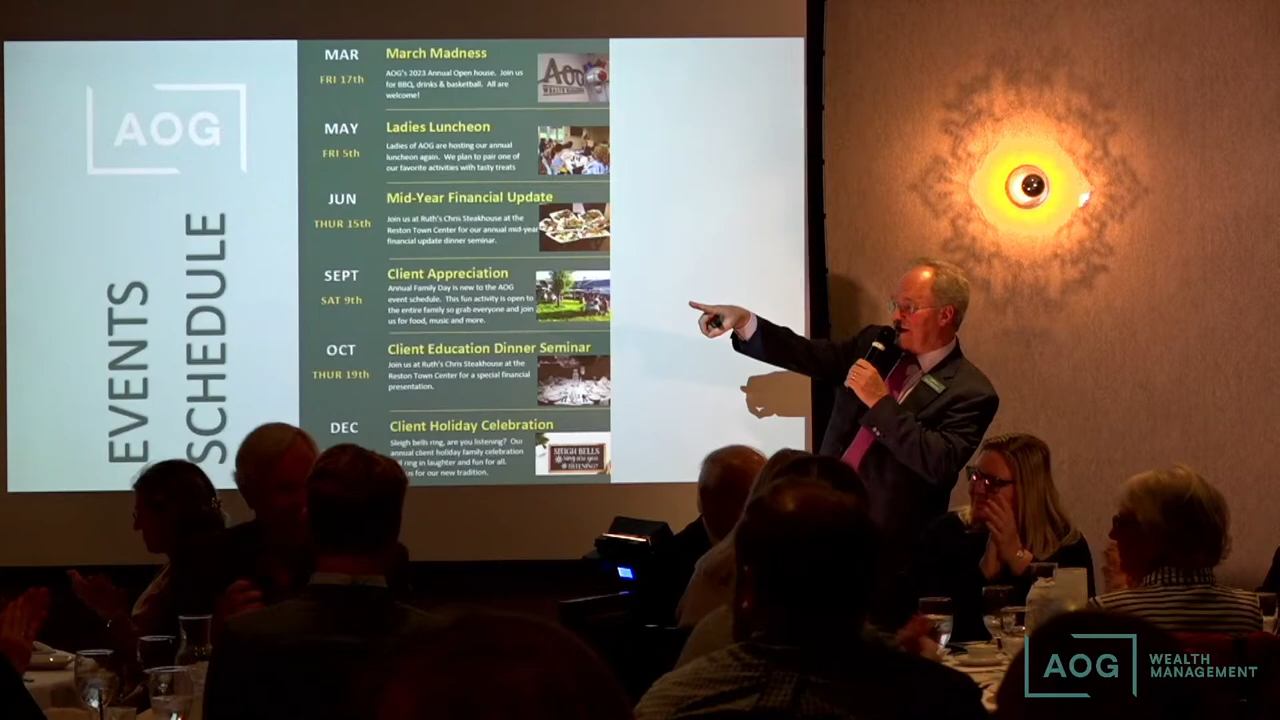 AOG
EVENTS
SCHEDULE
MAR
FRI 17th
March Madness
AOG's 2023 Annual Open house. Join us
for BBQ, drinks & basketball. All are
welcome!
MAY
FRI 5th
Ladies Luncheon
Ladies of AOG are hosting our annual
luncheon again. We plan to pair one of
our favorite activities with tasty treats
JUN
THUR 15th
Mid-Year Financial Update
Join us at Ruth's Chris Steakhouse at the
Reston Town Center for our annual mid-year
financial update dinner seminar.
SEPT
SAT 9th
Client Appreciation
Annual Family Day is new to the AOG
event schedule. This fun activity is open to
the entire family so grab everyone and join
us for food, music and more.
OCT
THUR 19th
Client Education Dinner Seminar
Join us at Ruth's Chris Steakhouse at the
Reston Town Center for a special financial
presentation.
DEC
Client Holiday Celebration
Sleigh bells ring, are you listening? Our
annual client holiday family celebration
ring in laughter and fun for all.
us for our new tradition.
AOG
SLEIGH BELLS
ring are you
LISTENING?
AOG
WEALTH
MANAGEMENT